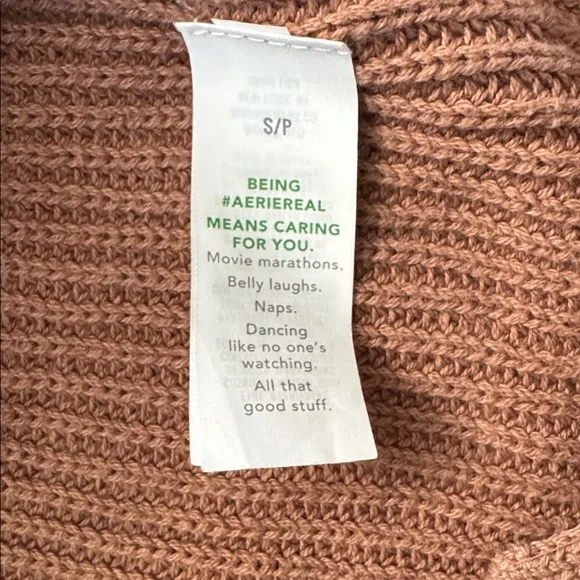 S/P
BEING
#AERIEREAL
MEANS CARING
FOR YOU.
Movie marathons.
Belly laughs.
Naps.
Dancing
like no one's
watching.
All that
good stuff.